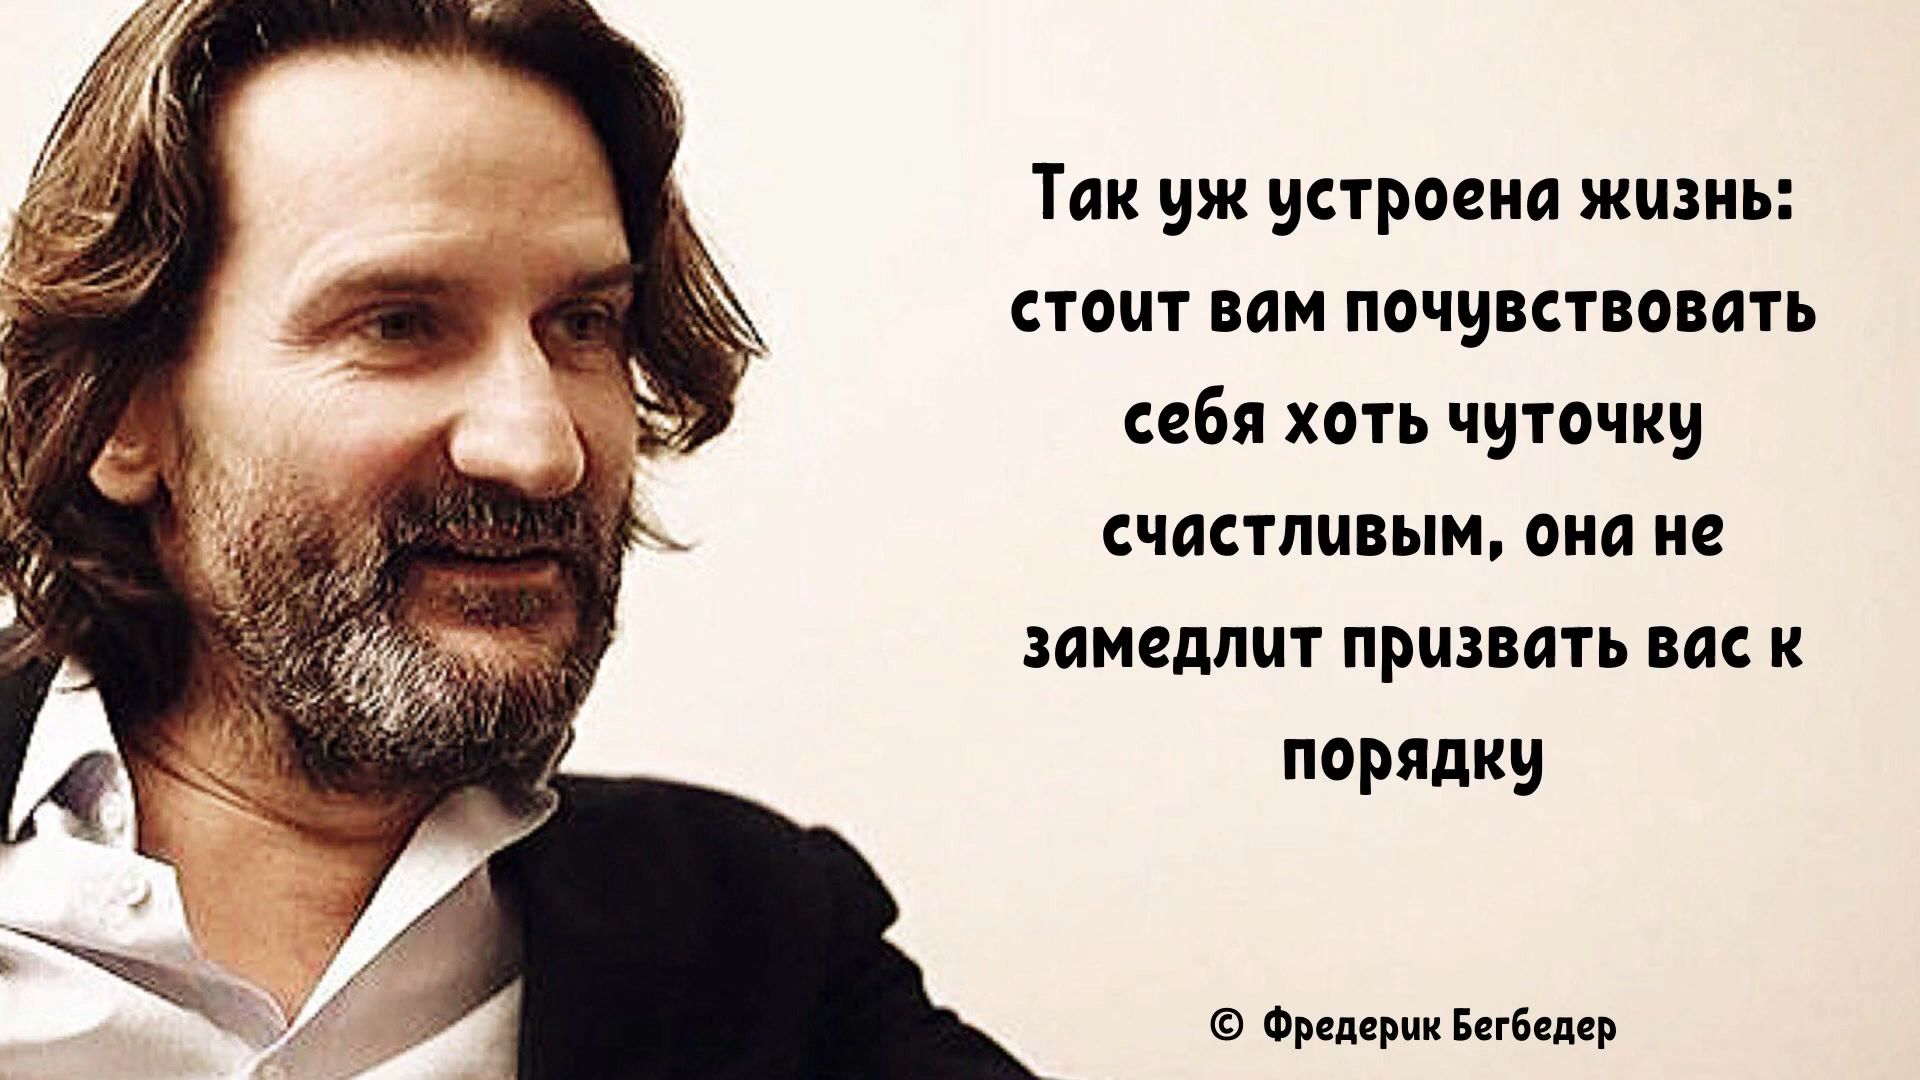 Так уж устроена жизнь:
стоит вам почувствовать
себя хоть чуточку
счастливым, она не
замедлит призвать вас к
порядку
© Фредерик Бегбедер